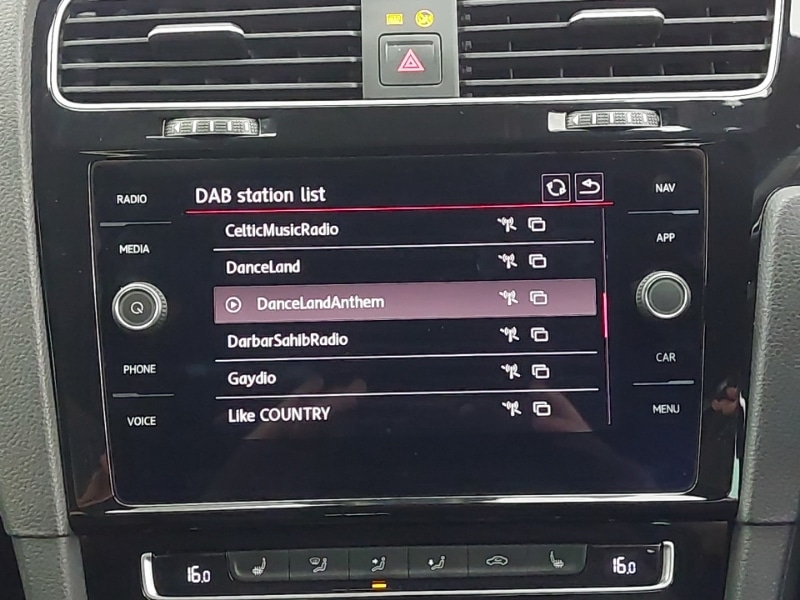 RADIO
DAB station list
NAV
MEDIA
CelticMusicRadio
APP
DanceLand
DanceLandAnthem
DarbarSahibRadio
PHONE
Gaydio
CAR
VOICE
Like COUNTRY
MENU
16.0
16.0